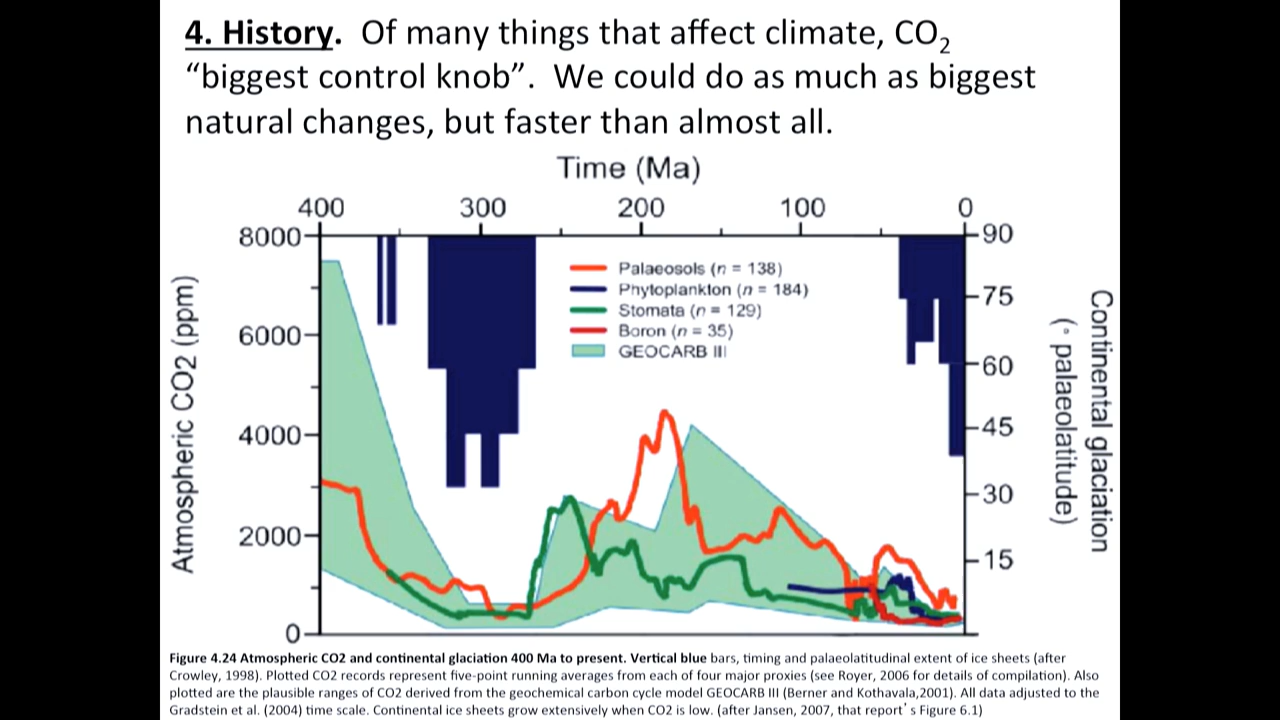 4. History. Of many things that affect climate, CO₂
“biggest control knob”. We could do as much as biggest
natural changes, but faster than almost all.
Time (Ma)
400 300 200 100 0
8000
6000
4000
2000
0
Atmospheric CO2 (ppm)
Palaeosols (n = 138)
Phytoplankton (n = 184)
Stomata (n = 129)
Boron (n = 35)
GEOCARB III
90
75
60
45
30
15
Continental glaciation
(° palaeolatitude)
Figure 4.24 Atmospheric CO2 and continental glaciation 400 Ma to present. Vertical blue bars, timing and palaeolatitudinal extent of ice sheets (after
Crowley, 1998). Plotted CO2 records represent five-point running averages from each of four major proxies (see Royer, 2006 for details of compilation). Also
plotted are the plausible ranges of CO2 derived from the geochemical carbon cycle model GEOCARB III (Berner and Kothavala,2001). All data adjusted to the
Gradstein et al. (2004) time scale. Continental ice sheets grow extensively when CO2 is low. (after Jansen, 2007, that report's Figure 6.1)